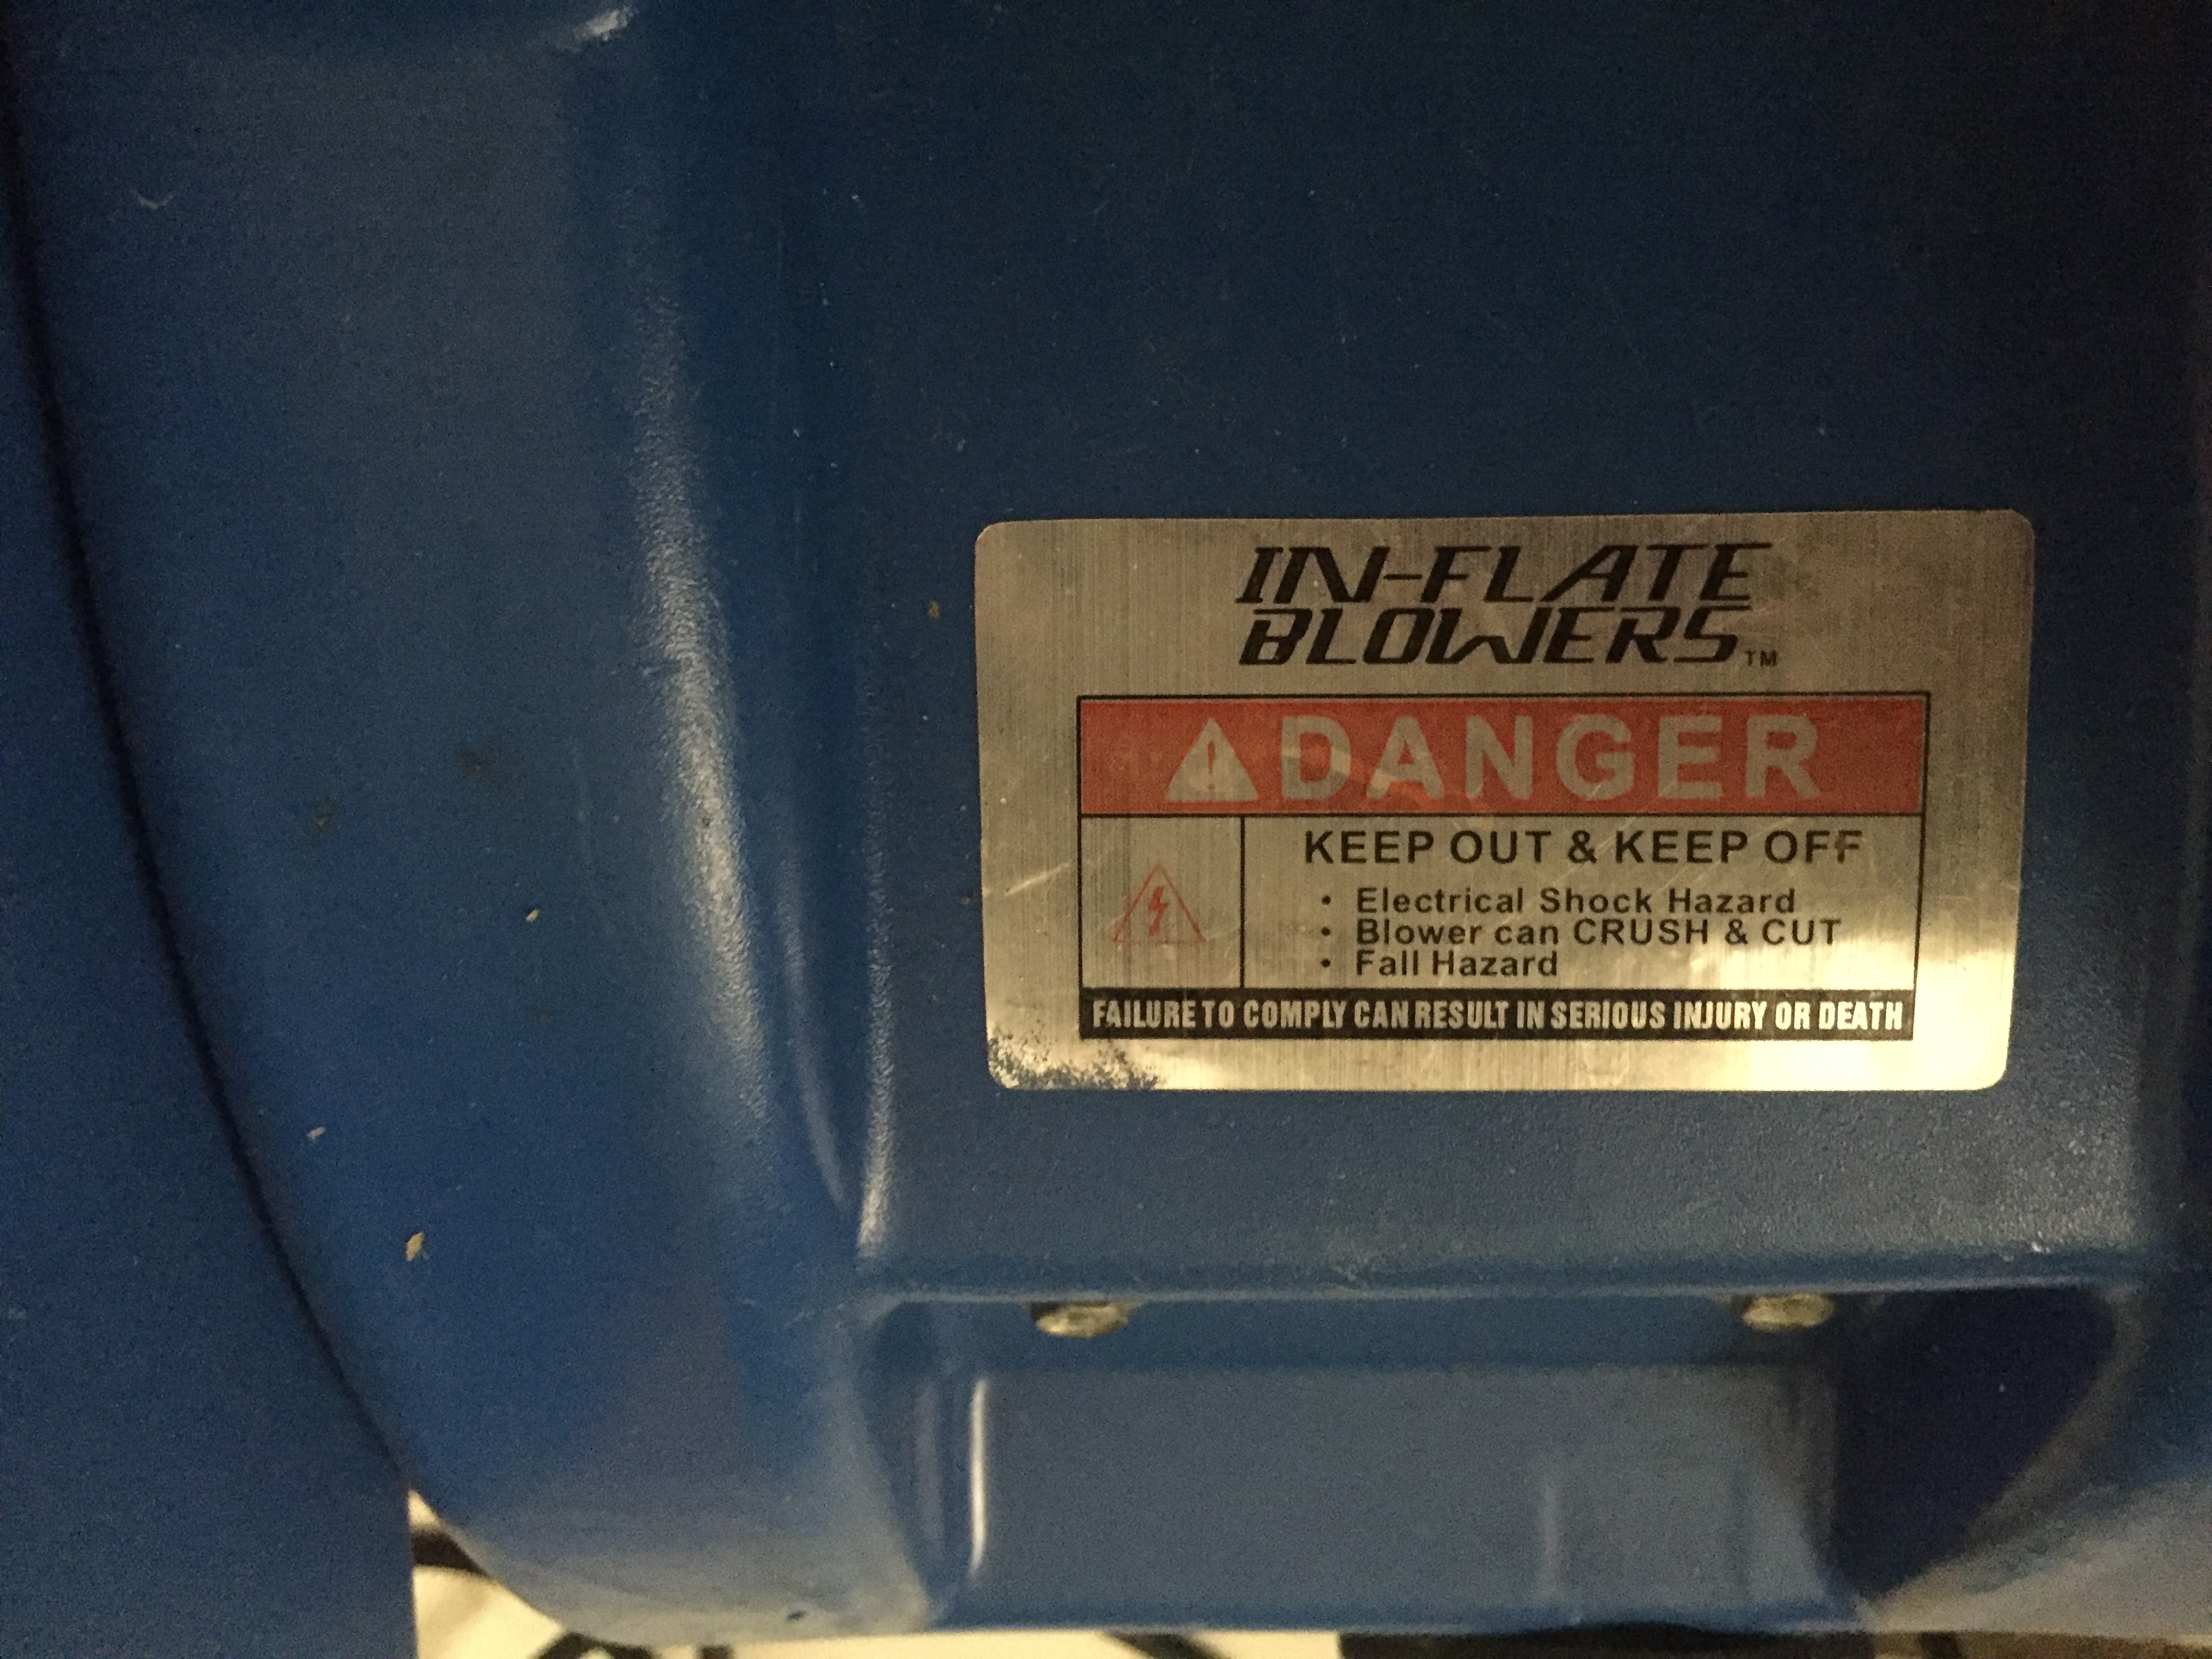 IN-FLATE
BLOWERS™
DANGER
KEEP OUT & KEEP OFF
• Electrical Shock Hazard
• Blower can CRUSH & CUT
• Fall Hazard
FAILURE TO COMPLY CAN RESULT IN SERIOUS INJURY OR DEATH